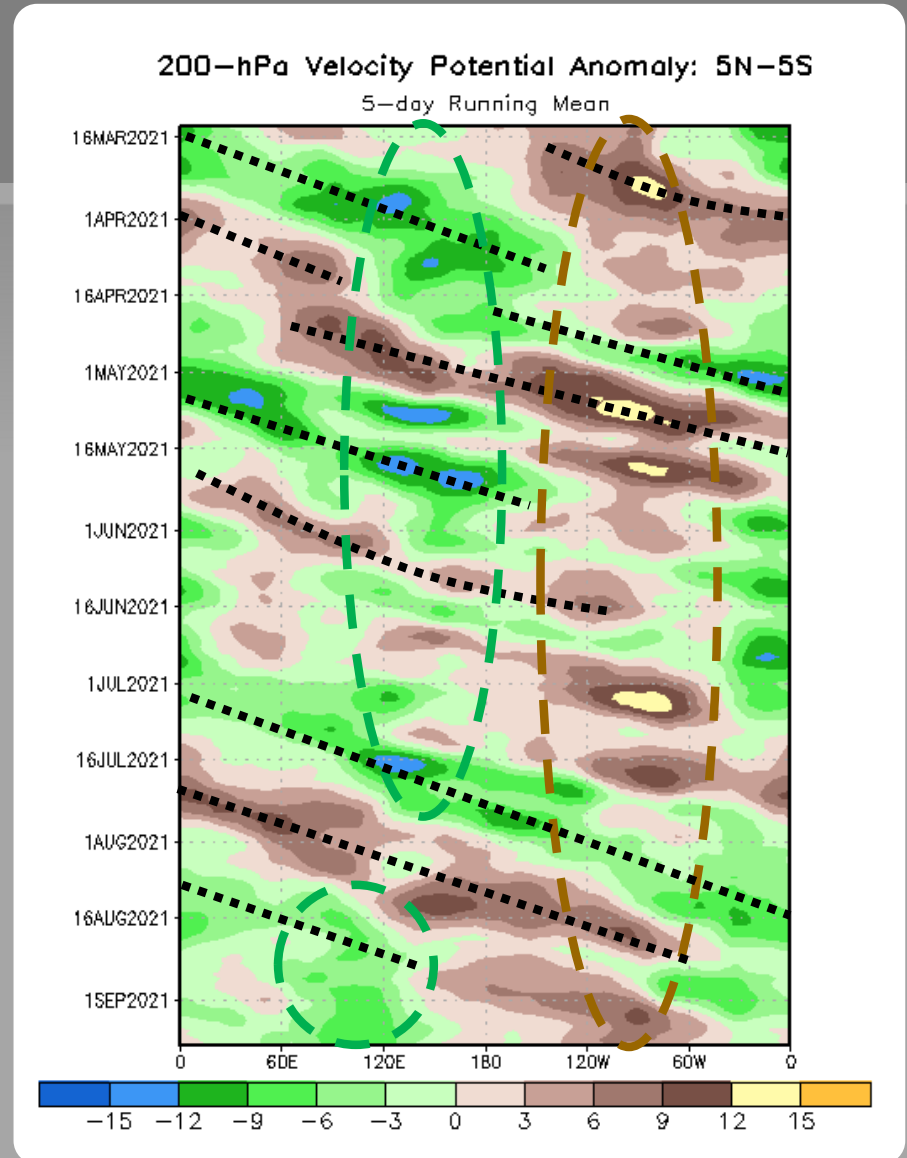 200-hPa Velocity Potential Anomaly: 5N-5S
5-day Running Mean
16MAR2021
1APR2021
16APR2021
1MAY2021
16MAY2021
1JUN2021
16JUN2021
1JUL2021
16JUL2021
1AUG2021
16AUG2021
1SEP2021
0 60E 120E 180 120W 60W 0
-15 -12 -9 -6 -3 0 3 6 9 12 15